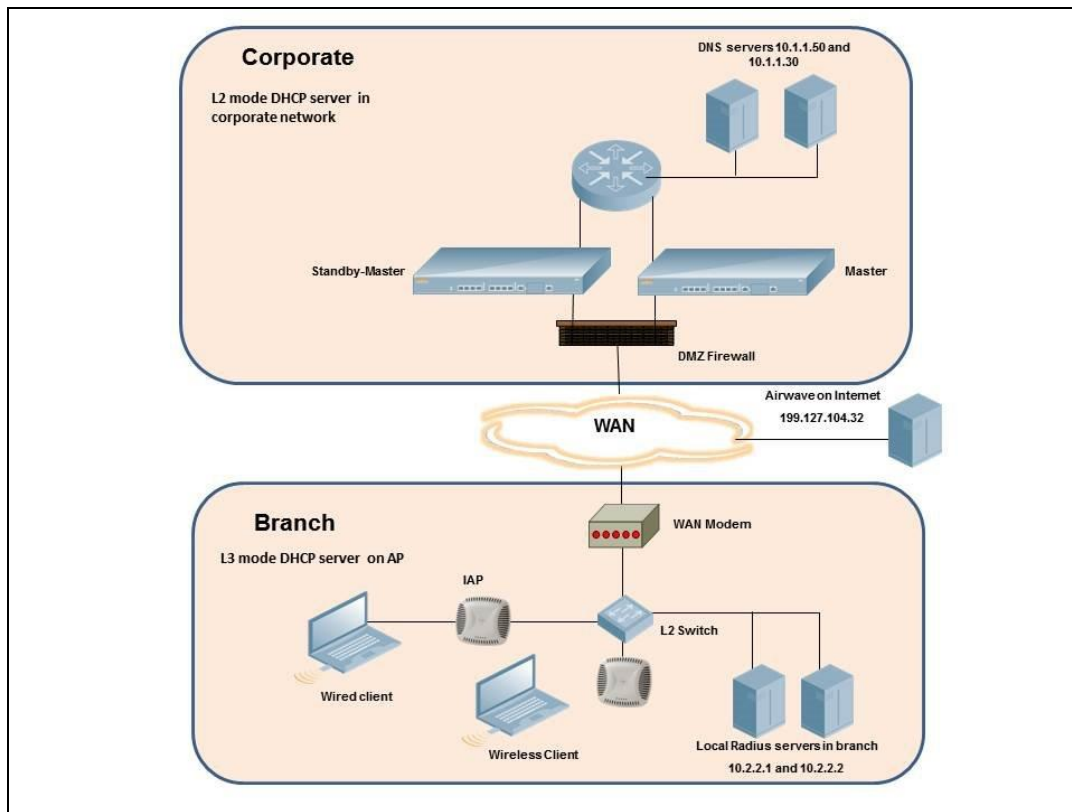 Corporate
L2 mode DHCP server in
corporate network
DNS servers 10.1.1.50 and
10.1.1.30
Standby-Master
Master
DMZ Firewall
WAN
Airwave on Internet
199.127.104.32
Branch
L3 mode DHCP server on AP
WAN Modem
IAP
L2 Switch
Wired client
Wireless Client
Local Radius servers in branch
10.2.2.1 and 10.2.2.2